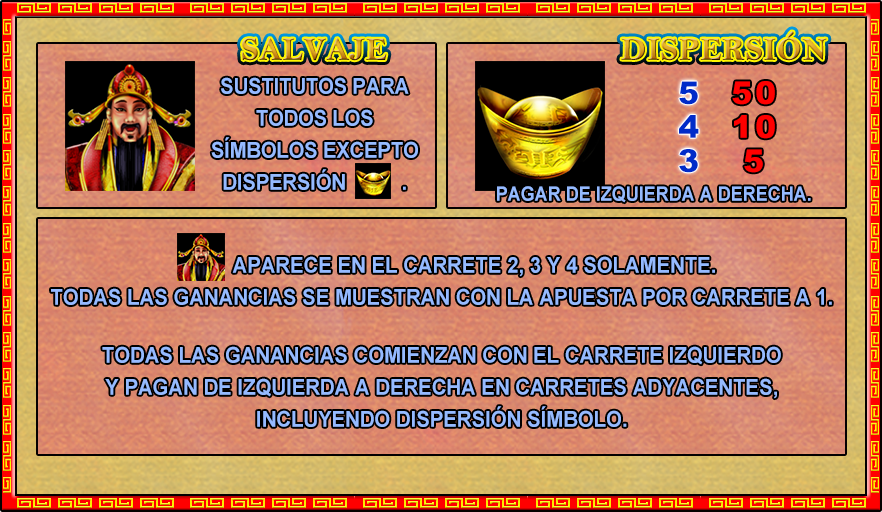 SALVAJE
SUSTITUTOS PARA
TODOS LOS
SÍMBOLOS EXCEPTO
DISPERSIÓN .
DISPERSIÓN
5 50
4 10
3 5
PAGAR DE IZQUIERDA A DERECHA.
APARECE EN EL CARRETE 2, 3 Y 4 SOLAMENTE.
TODAS LAS GANANCIAS SE MUESTRAN CON LA APUESTA POR CARRETE A 1.
TODAS LAS GANANCIAS COMIENZAN CON EL CARRETE IZQUIERDO
Y PAGAN DE IZQUIERDA A DERECHA EN CARRETES ADYACENTES,
INCLUYENDO DISPERSIÓN SÍMBOLO.